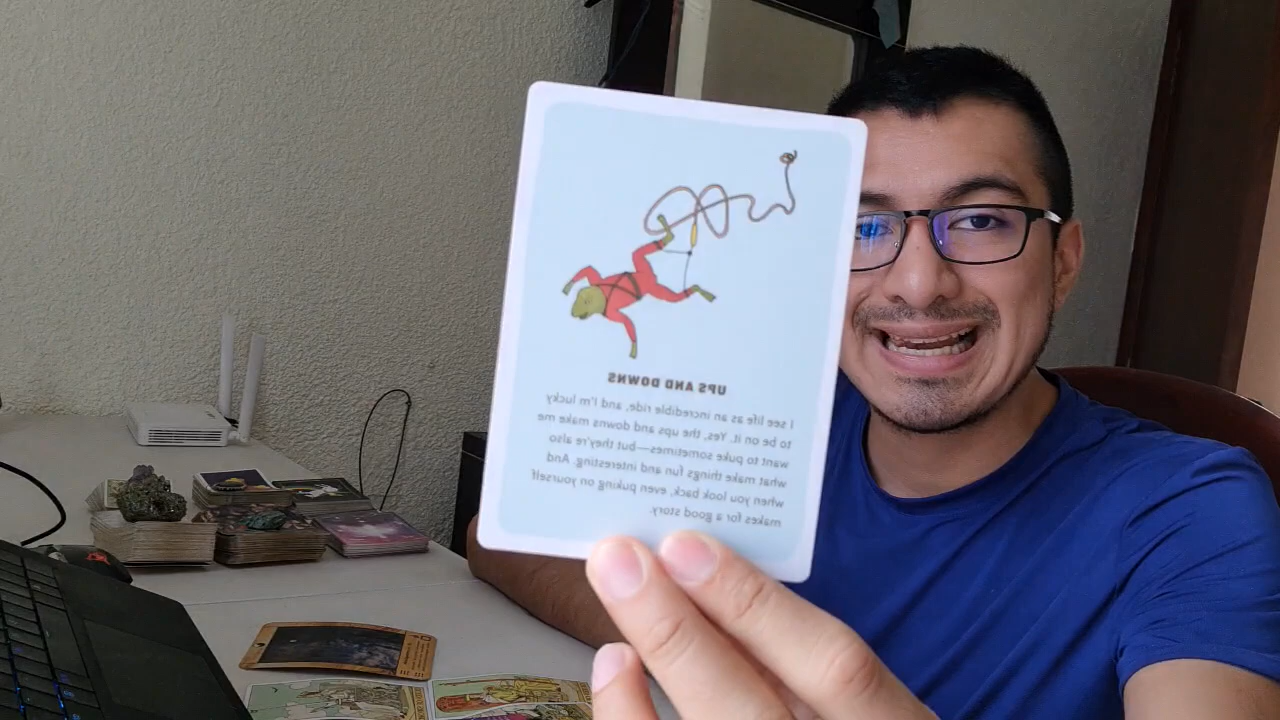 UPS AND DOWNS
I see life as an incredible ride, and I'm lucky
to be on it. Yes, the ups and downs make me
want to puke sometimes—but they're also
what make things fun and interesting. And
when you look back, even puking on yourself
makes for a good story.